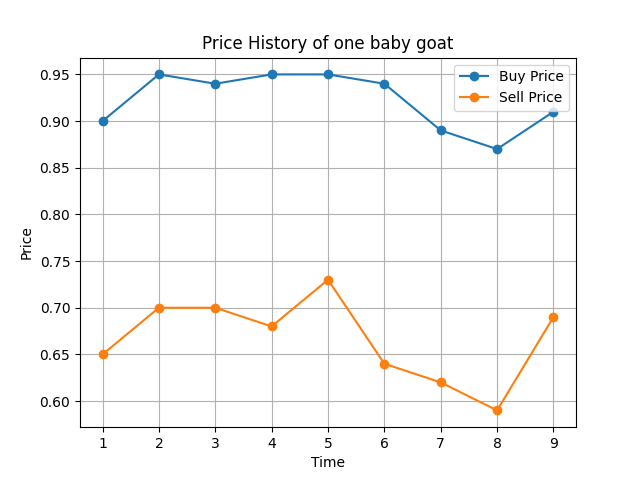 Price History of one baby goat
Buy Price
Sell Price
Price
0.95
0.90
0.85
0.80
0.75
0.70
0.65
0.60
1 2 3 4 5 6 7 8 9
Time